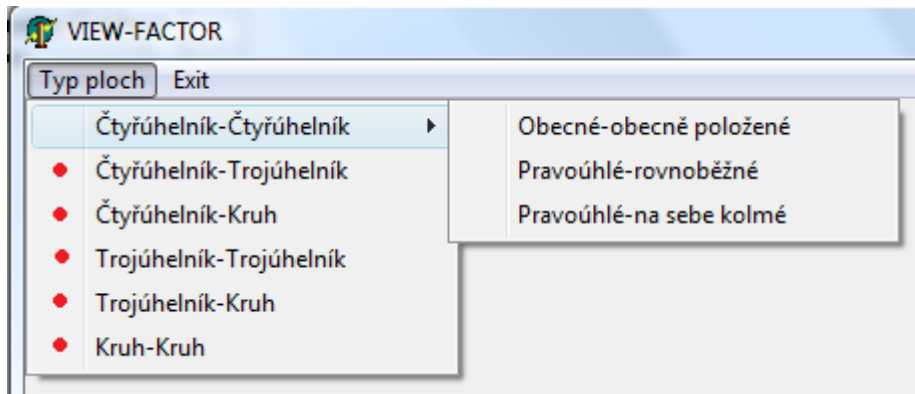 VIEW-FACTOR
Typ ploch Exit
Čtyřúhelník-Čtyřúhelník
Čtyřúhelník-Trojúhelník
Čtyřúhelník-Kruh
Trojúhelník-Trojúhelník
Trojúhelník-Kruh
Kruh-Kruh
Obecné-obecně položené
Pravoúhlé-rovnoběžné
Pravoúhlé-na sebe kolmé